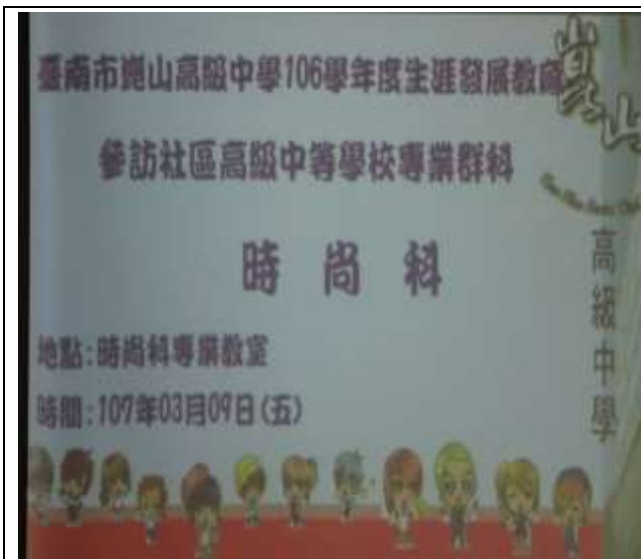 臺南市崑山高級中學106學年度生涯發展教育
參訪社區高級中等學校專業群科
時尚科
地點:時尚科專業教室
時間:107年03月09日(五)
崑山
高級中學